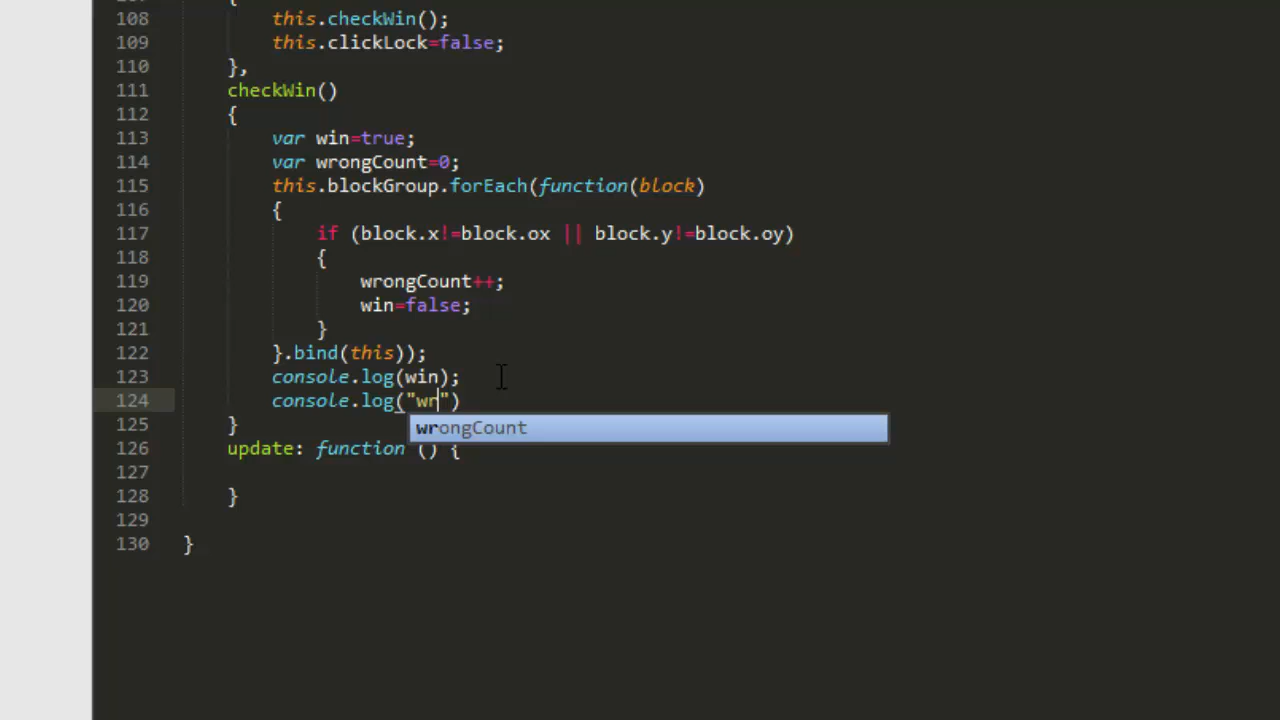 108 this.checkWin();
109 this.clickLock=false;
110 },
111 checkWin()
112 {
113 var win=true;
114 var wrongCount=0;
115 this.blockGroup.forEach(function(block)
116 {
117 if (block.x!=block.ox || block.y!=block.oy)
118 {
119 wrongCount++;
120 win=false;
121 }
122 }.bind(this));
123 console.log(win);
124 console.log("wr")
wrongCount
125 }
126 update: function () {
127
128 }
129
130 }